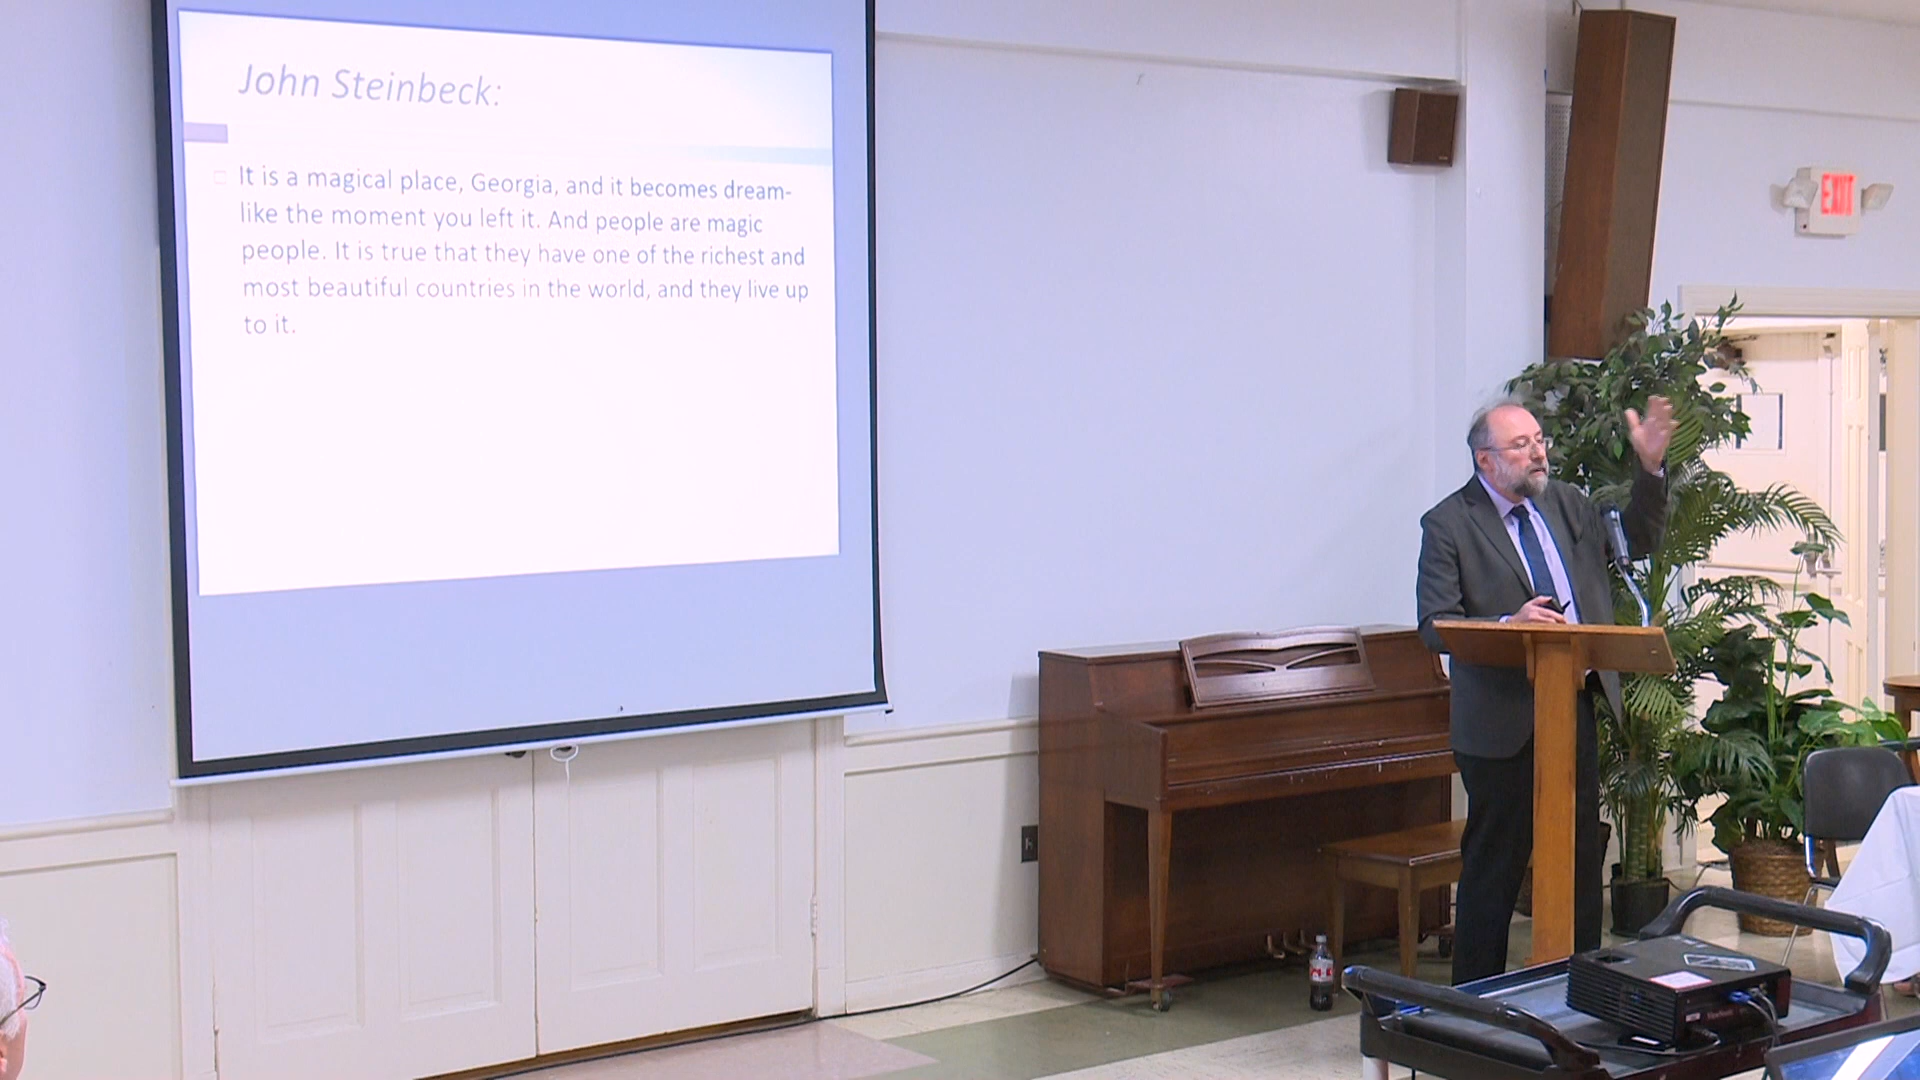 John Steinbeck:
It is a magical place, Georgia, and it becomes dream-
like the moment you left it. And people are magic
people. It is true that they have one of the richest and
most beautiful countries in the world, and they live up
to it.
EXIT